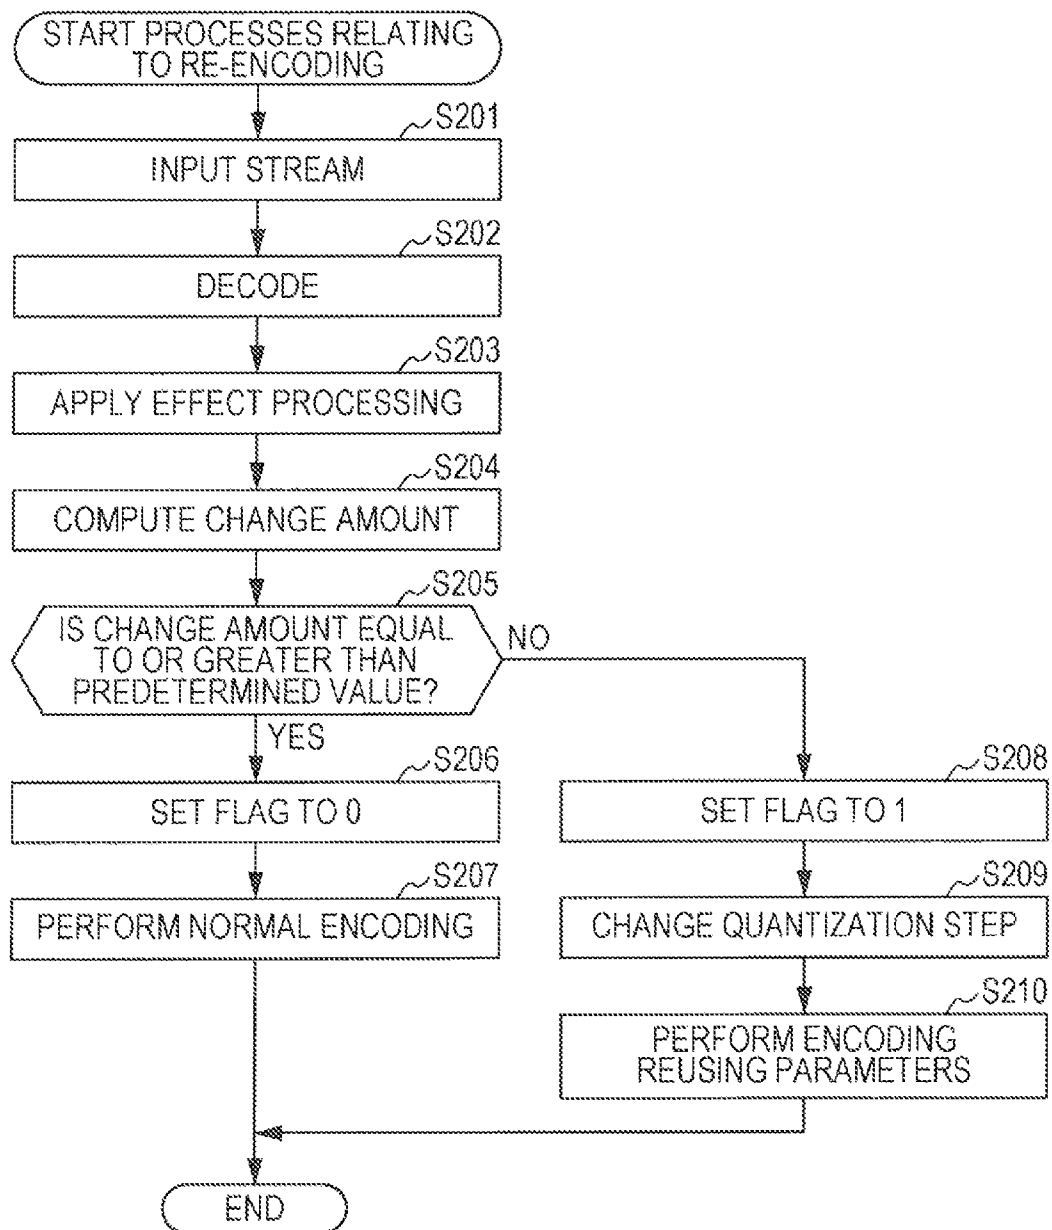 START PROCESSES RELATING
TO RE-ENCODING
S201
INPUT STREAM
S202
DECODE
S203
APPLY EFFECT PROCESSING
S204
COMPUTE CHANGE AMOUNT
S205
IS CHANGE AMOUNT EQUAL
TO OR GREATER THAN
PREDETERMINED VALUE?
NO
YES
S206
SET FLAG TO 0
S207
PERFORM NORMAL ENCODING
S208
SET FLAG TO 1
S209
CHANGE QUANTIZATION STEP
S210
PERFORM ENCODING
REUSING PARAMETERS
END